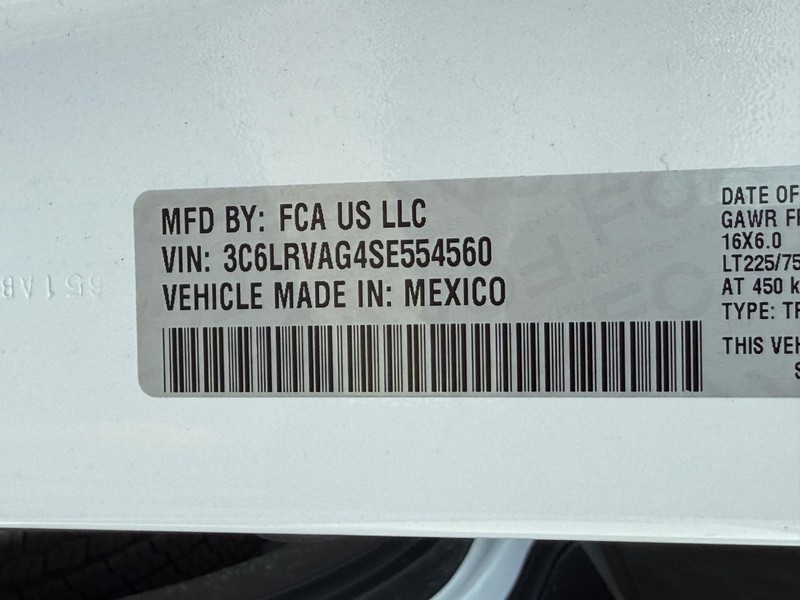 MFD BY: FCA US LLC
VIN: 3C6LRVAG4SE554560
VEHICLE MADE IN: MEXICO
DATE OF
GAWR FR
16X6.0
LT225/75
AT 450 k
TYPE: TR
THIS VEH
S